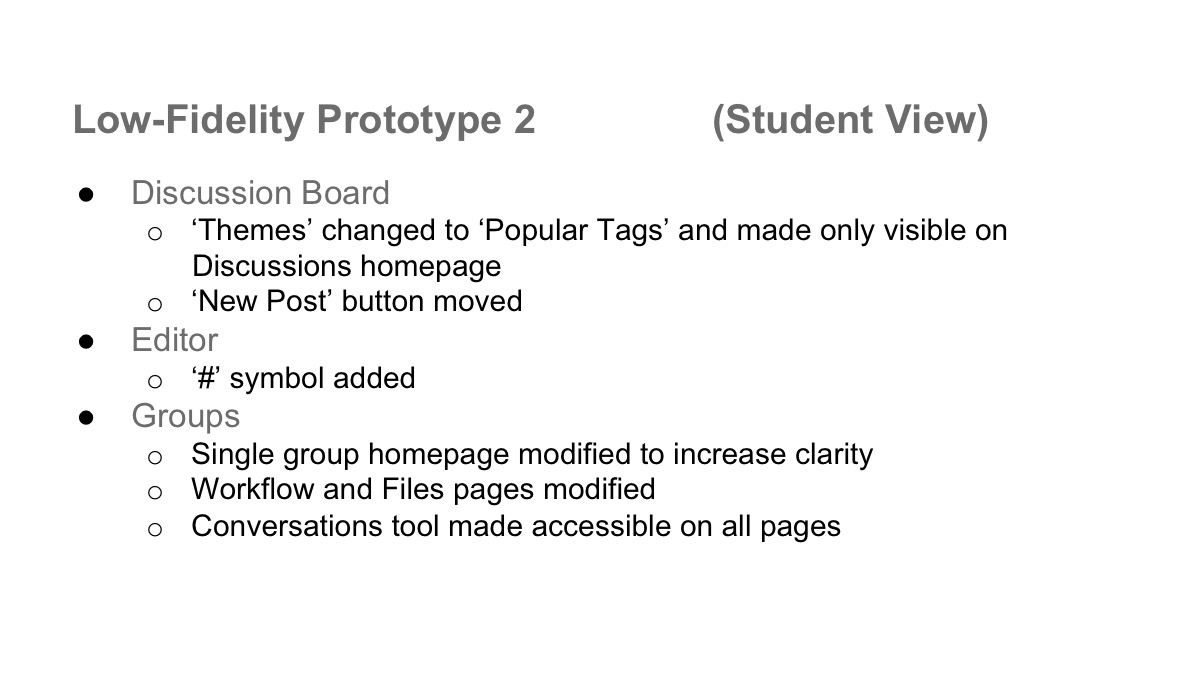 Low-Fidelity Prototype 2 (Student View)
● Discussion Board
o ‘Themes’ changed to ‘Popular Tags’ and made only visible on
Discussions homepage
o ‘New Post’ button moved
● Editor
o ‘#’ symbol added
● Groups
o Single group homepage modified to increase clarity
o Workflow and Files pages modified
o Conversations tool made accessible on all pages